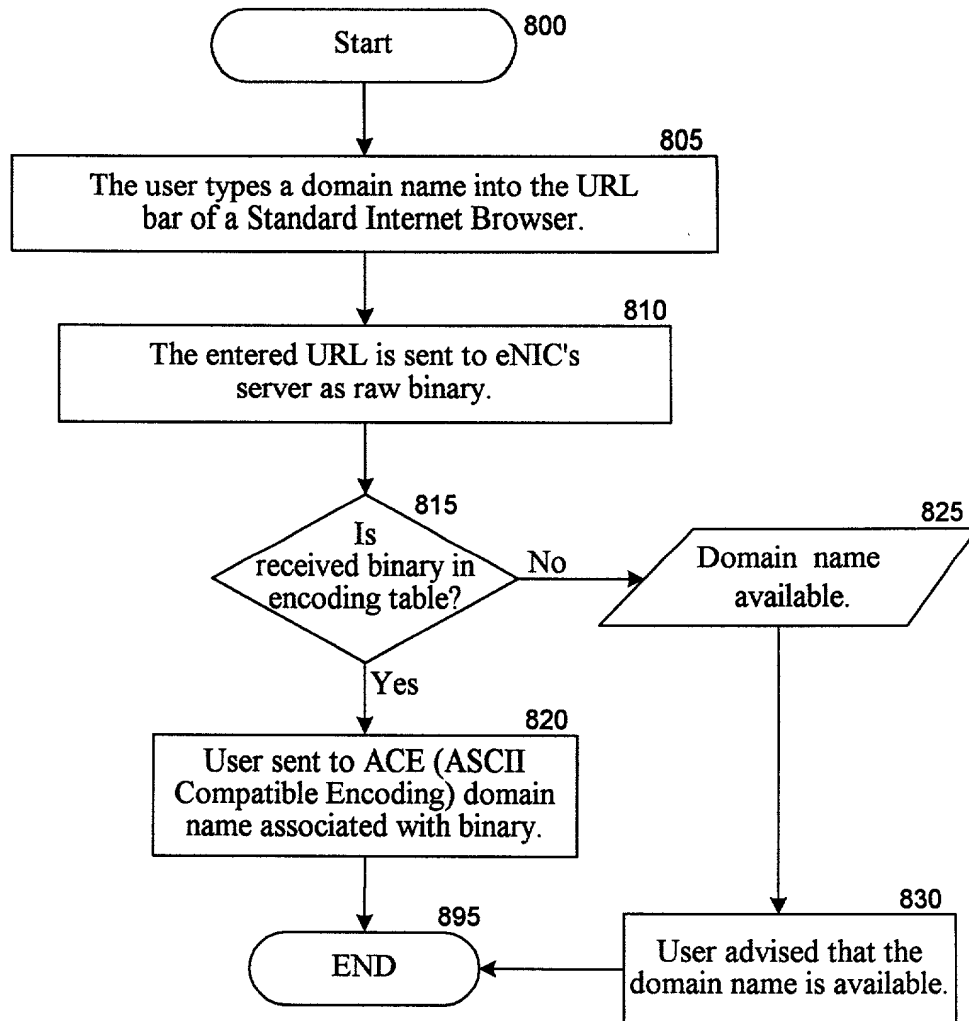 Start
800
805
The user types a domain name into the URL
bar of a Standard Internet Browser.
810
The entered URL is sent to eNIC's
server as raw binary.
815
Is
received binary in
encoding table?
No
825
Domain name
available.
Yes
820
User sent to ACE (ASCII
Compatible Encoding) domain
name associated with binary.
830
User advised that the
domain name is available.
895
END